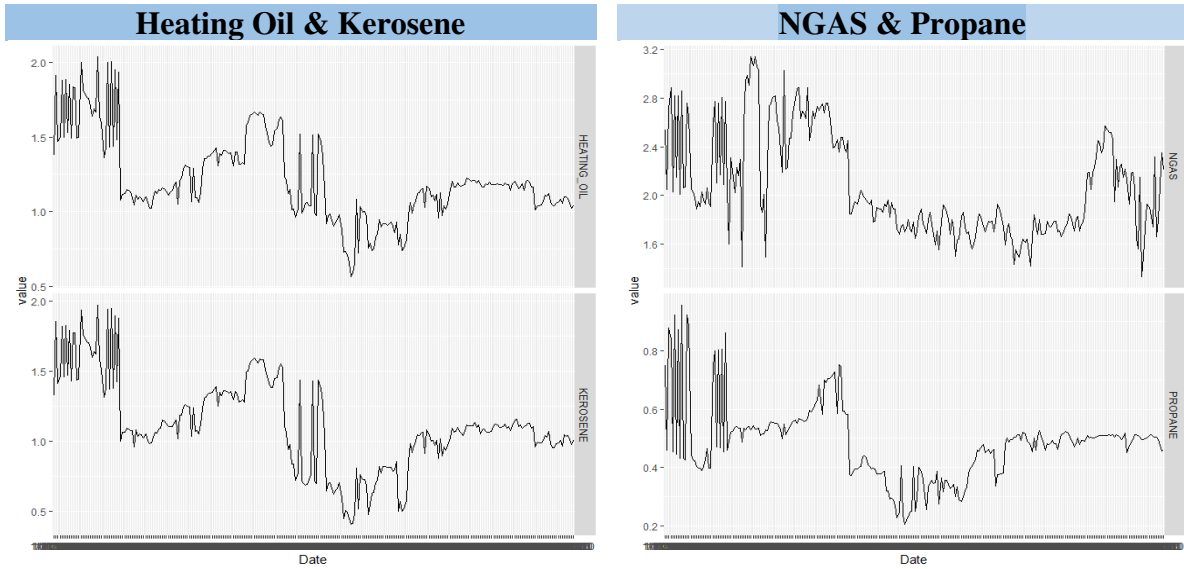 Heating Oil & Kerosene
2.0
1.5
1.0
0.5
HEATING_OIL
2.0
1.5
1.0
0.5
KEROSENE
value
Date
NGAS & Propane
3.2
2.8
2.4
2.0
1.6
NGAS
0.8
0.6
0.4
0.2
PROPANE
value
Date